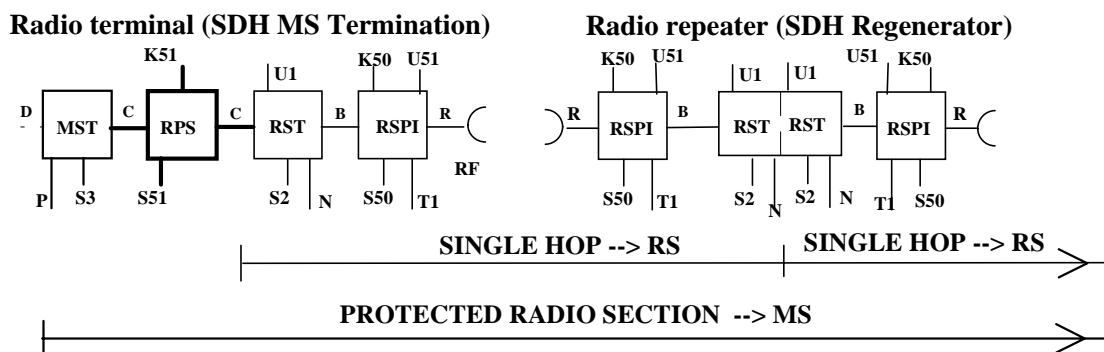 Radio terminal (SDH MS Termination) Radio repeater (SDH Regenerator)
K51 U1 K50 U51 K50 U51 U1 U1 U51 K50
D MST C RPS C RST B RSPI R R RSPI B RST RST B RSPI R
RF
P S3 S51 S2 N S50 T1 S50 T1 S2 N S2 N T1 S50
SINGLE HOP --> RS SINGLE HOP --> RS
PROTECTED RADIO SECTION --> MS